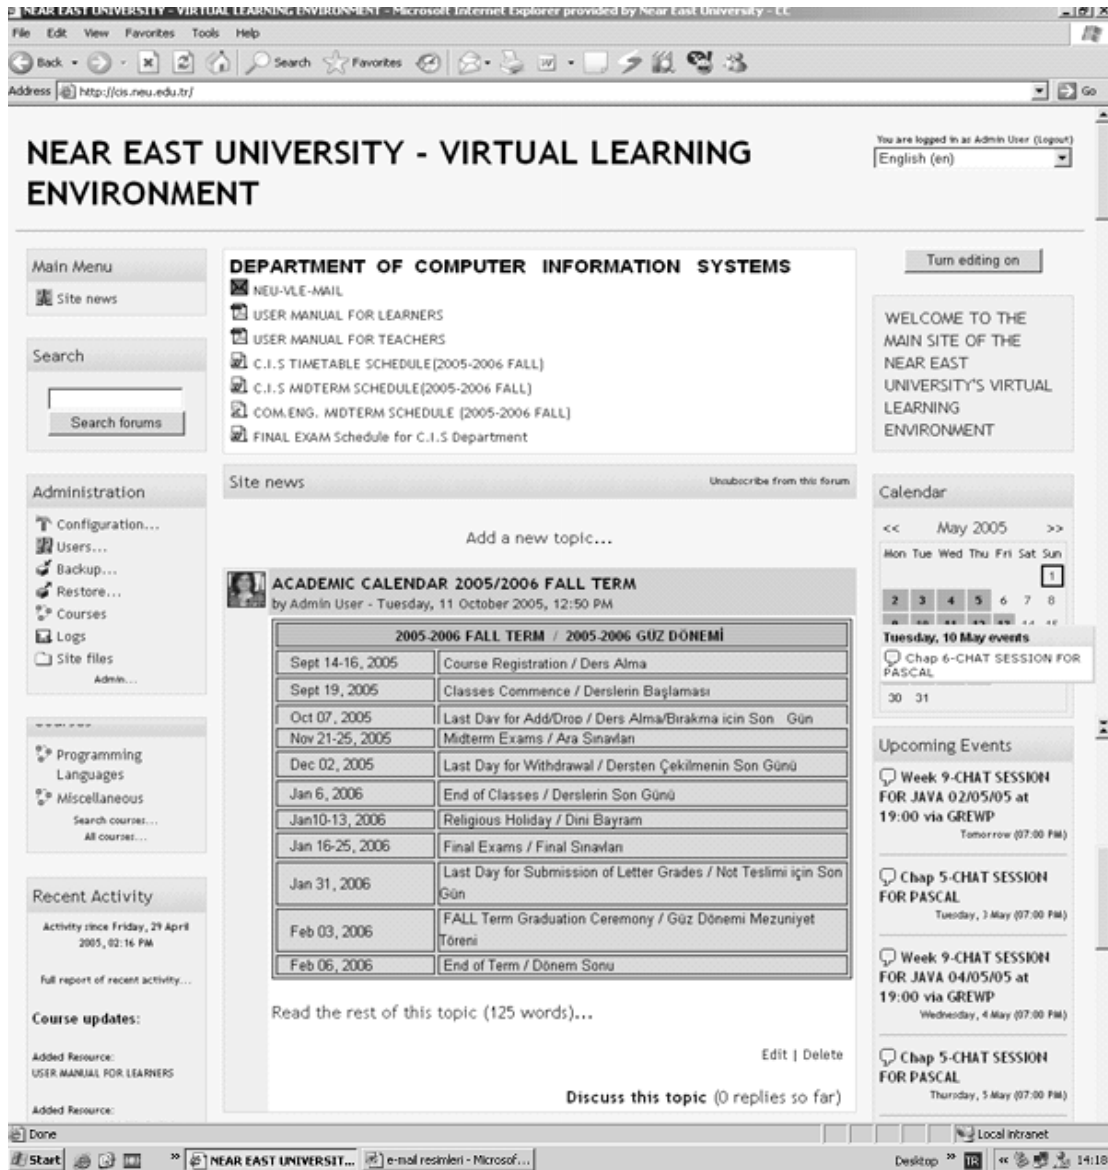 NEAR EAST UNIVERSITY - VIRTUAL LEARNING ENVIRONMENT - Microsoft Internet Explorer provided by Near East University - CC
File Edit View Favorites Tools Help
Back Search Favorites
Address http://cis.neu.edu.tr/ Go
NEAR EAST UNIVERSITY - VIRTUAL LEARNING
ENVIRONMENT
You are logged in as Admin User (Logout)
English (en)
Main Menu
Site news
Search
Search forums
Administration
Configuration...
Users...
Backup...
Restore...
Courses
Logs
Site files
Admin...
Courses
Programming
Languages
Miscellaneous
Search courses...
All courses...
Recent Activity
Activity since Friday, 29 April
2005, 02:16 PM
Full report of recent activity...
Course updates:
Added Resource:
USER MANUAL FOR LEARNERS
Added Resource:
DEPARTMENT OF COMPUTER INFORMATION SYSTEMS
NEU-VLE-MAIL
USER MANUAL FOR LEARNERS
USER MANUAL FOR TEACHERS
C.I.S TIMETABLE SCHEDULE(2005-2006 FALL)
C.I.S MIDTERM SCHEDULE(2005-2006 FALL)
COM.ENG. MIDTERM SCHEDULE (2005-2006 FALL)
FINAL EXAM Schedule for C.I.S Department
Site news Unsubscribe from this forum
Add a new topic...
ACADEMIC CALENDAR 2005/2006 FALL TERM
by Admin User - Tuesday, 11 October 2005, 12:50 PM
2005-2006 FALL TERM / 2005-2006 GÜZ DÖNEMİ
Sept 14-16, 2005 Course Registration / Ders Alma
Sept 19, 2005 Classes Commence / Derslerin Başlaması
Oct 07, 2005 Last Day for Add/Drop / Ders Alma/Bırakma icin Son Gün
Nov 21-25, 2005 Midterm Exams / Ara Sınavları
Dec 02, 2005 Last Day for Withdrawal / Dersten Çekilmenin Son Günü
Jan 6, 2006 End of Classes / Derslerin Son Günü
Jan10-13, 2006 Religious Holiday / Dini Bayram
Jan 16-25, 2006 Final Exams / Final Sınavları
Jan 31, 2006 Last Day for Submission of Letter Grades / Not Teslimi için Son
Gün
Feb 03, 2006 FALL Term Graduation Ceremony / Güz Dönemi Mezuniyet
Töreni
Feb 06, 2006 End of Term / Dönem Sonu
Read the rest of this topic (125 words)...
Edit | Delete
Discuss this topic (0 replies so far)
Turn editing on
WELCOME TO THE
MAIN SITE OF THE
NEAR EAST
UNIVERSITY'S VIRTUAL
LEARNING
ENVIRONMENT
Calendar
<< May 2005 >>
Mon Tue Wed Thu Fri Sat Sun
1
2 3 4 5 6 7 8
9 10 11 12 13 14 15
Tuesday, 10 May events
Chap 6-CHAT SESSION FOR
PASCAL
30 31
Upcoming Events
Week 9-CHAT SESSION
FOR JAVA 02/05/05 at
19:00 via GREWP
Tomorrow (07:00 PM)
Chap 5-CHAT SESSION
FOR PASCAL
Tuesday, 3 May (07:00 PM)
Week 9-CHAT SESSION
FOR JAVA 04/05/05 at
19:00 via GREWP
Wednesday, 4 May (07:00 PM)
Chap 5-CHAT SESSION
FOR PASCAL
Thursday, 5 May (07:00 PM)
Done Local intranet
Start NEAR EAST UNIVERSIT... e-mail resimleri - Microsof... Desktop TR 14:18